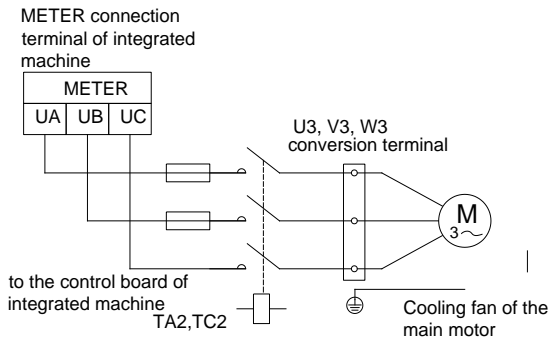 METER connection
terminal of integrated
machine
METER
UA UB UC
U3, V3, W3
conversion terminal
M
3~
to the control board of
integrated machine
TA2,TC2
Cooling fan of the
main motor